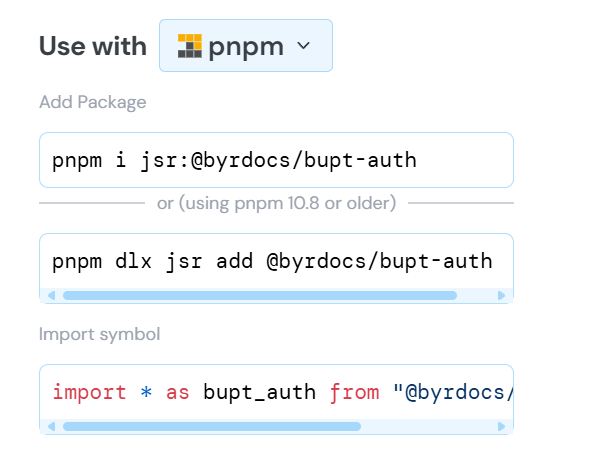 Use with pnpm
Add Package
pnpm i jsr:@byrdocs/bupt-auth
or (using pnpm 10.8 or older)
pnpm dlx jsr add @byrdocs/bupt-auth
Import symbol
import * as bupt_auth from "@byrdocs/